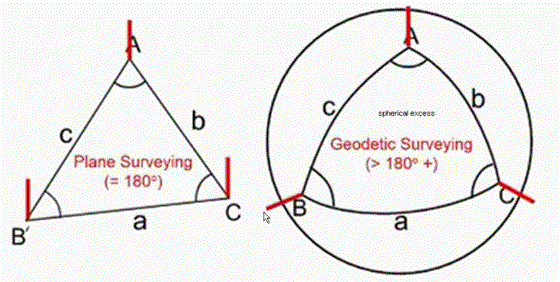 A
c
b
Plane Surveying
(= 180°)
B'
a
C
A
c
b
spherical excess
Geodetic Surveying
(> 180° +)
B
a
C